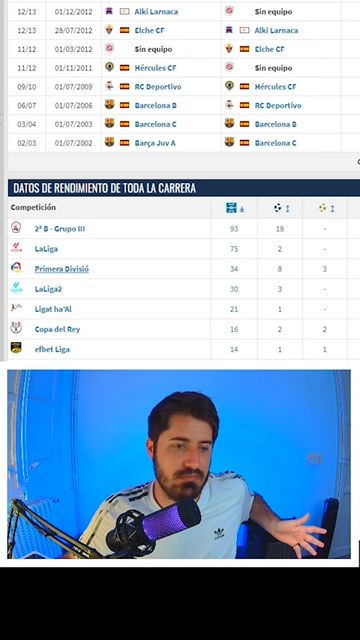 12/13 01/12/2012 Alki Larnaca Sin equipo
12/13 28/07/2012 Elche CF Alki Larnaca
11/12 01/03/2012 Sin equipo Elche CF
11/12 01/11/2011 Hércules CF Sin equipo
09/10 01/07/2009 RC Deportivo Hércules CF
06/07 01/07/2006 Barcelona B RC Deportivo
03/04 01/07/2003 Barcelona C Barcelona B
02/03 01/07/2002 Barça Juv A Barcelona C
DATOS DE RENDIMIENTO DE TODA LA CARRERA
Competición
2ª B - Grupo III 93 18 -
LaLiga 75 2 -
Primera Divisió 34 8 3
LaLiga2 30 3 -
Ligat ha'Al 21 1 -
Copa del Rey 16 2 2
efbet Liga 14 1 1
adidas